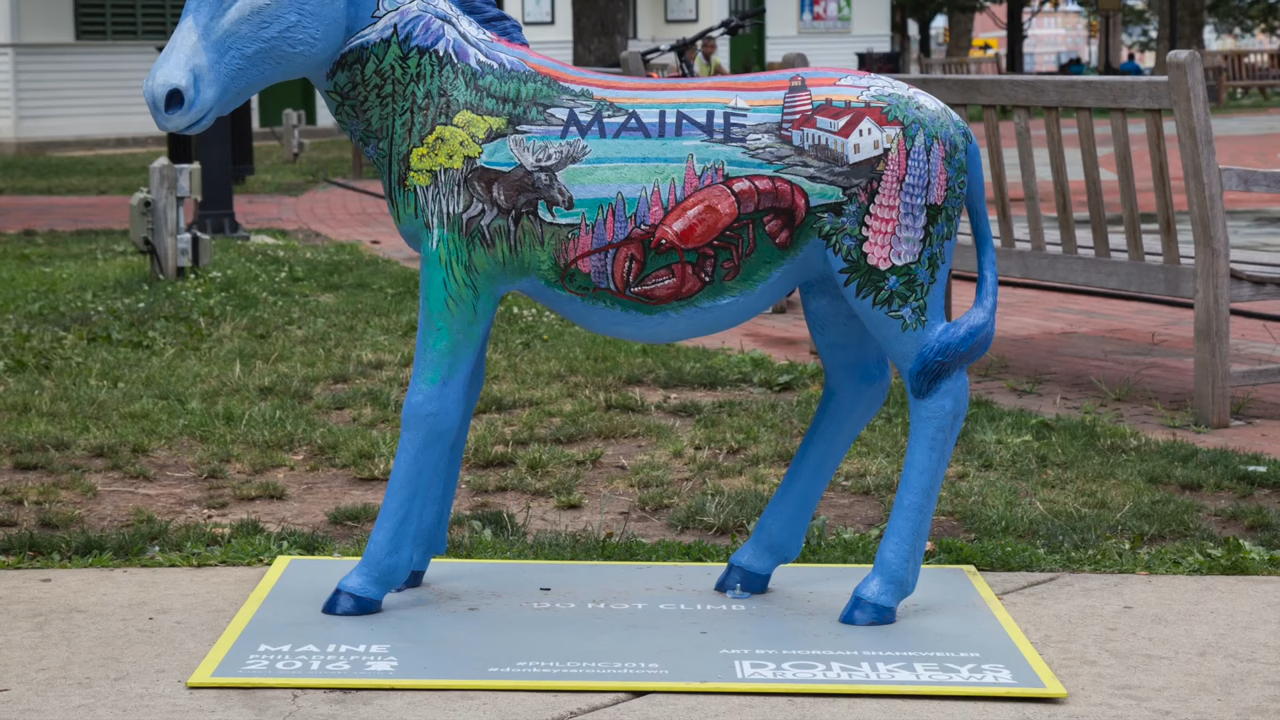 MAINE
DO NOT CLIMB
MAINE
PHILADELPHIA
2016
#PHLDNC2016
#donkeysaroundtown
ART BY: MORGAN SHANKWEILER
DONKEYS
AROUND TOWN